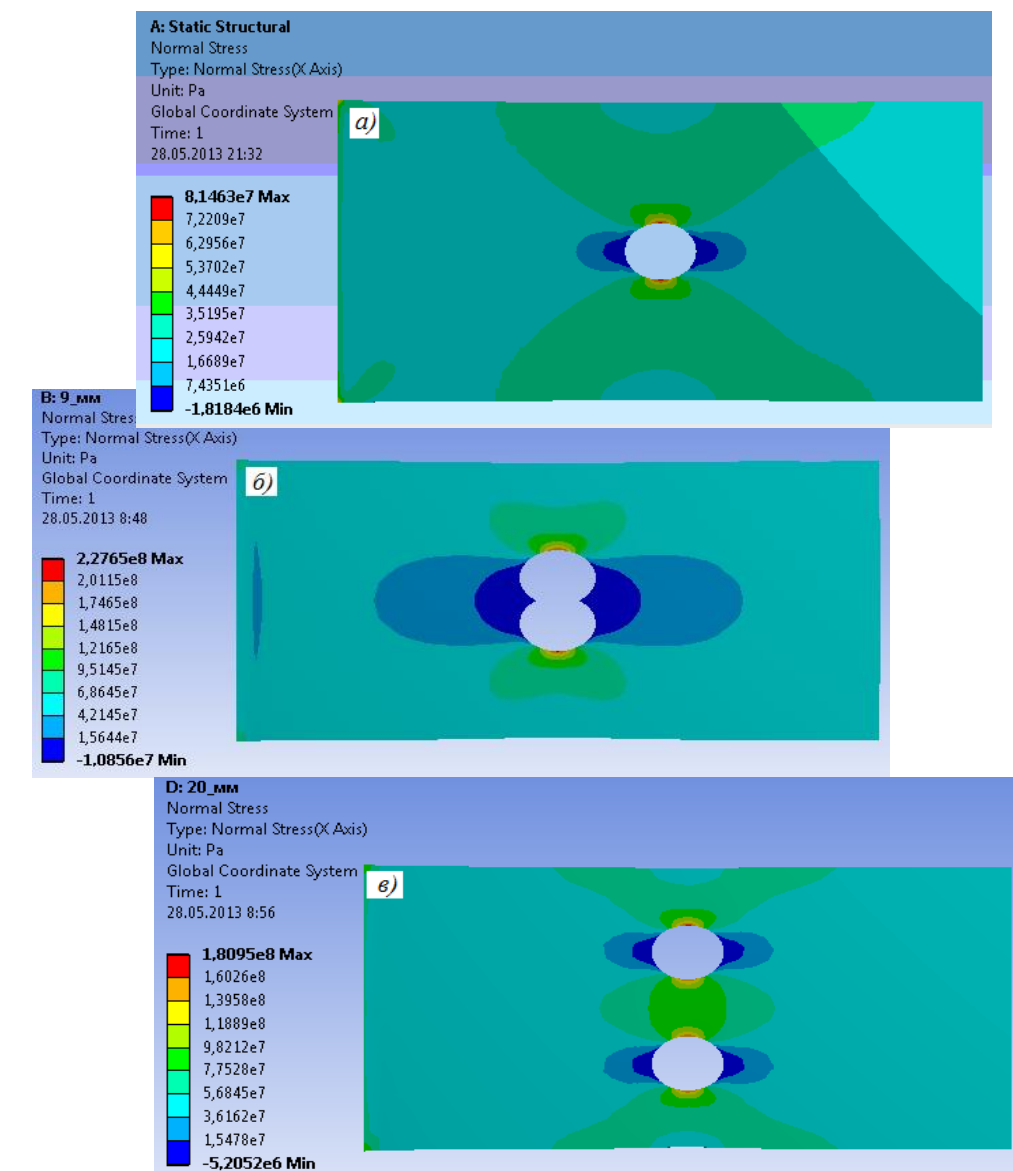 A: Static Structural
Normal Stress
Type: Normal Stress(X Axis)
Unit: Pa
Global Coordinate System
Time: 1
28.05.2013 21:32
а)
8,1463e7 Max
7,2209e7
6,2956e7
5,3702e7
4,4449e7
3,5195e7
2,5942e7
1,6689e7
7,4351e6
-1,8184e6 Min
B: 9_мм
Normal Stres
Type: Normal Stress(X Axis)
Unit: Pa
Global Coordinate System
Time: 1
28.05.2013 8:48
б)
2,2765e8 Max
2,0115e8
1,7465e8
1,4815e8
1,2165e8
9,5145e7
6,8645e7
4,2145e7
1,5644e7
-1,0856e7 Min
D: 20_мм
Normal Stress
Type: Normal Stress(X Axis)
Unit: Pa
Global Coordinate System
Time: 1
28.05.2013 8:56
в)
1,8095e8 Max
1,6026e8
1,3958e8
1,1889e8
9,8212e7
7,7528e7
5,6845e7
3,6162e7
1,5478e7
-5,2052e6 Min